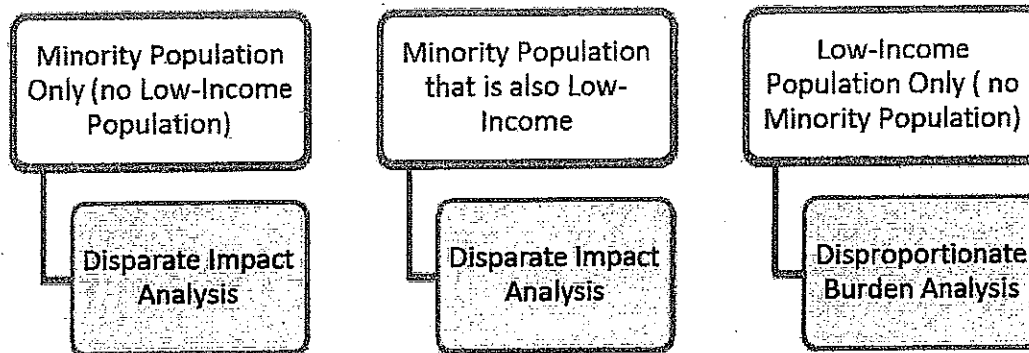 Minority Population
Only (no Low-Income
Population)
Disparate Impact
Analysis
Minority Population
that is also Low-
Income
Disparate Impact
Analysis
Low-Income
Population Only ( no
Minority Population)
Disproportionate
Burden Analysis